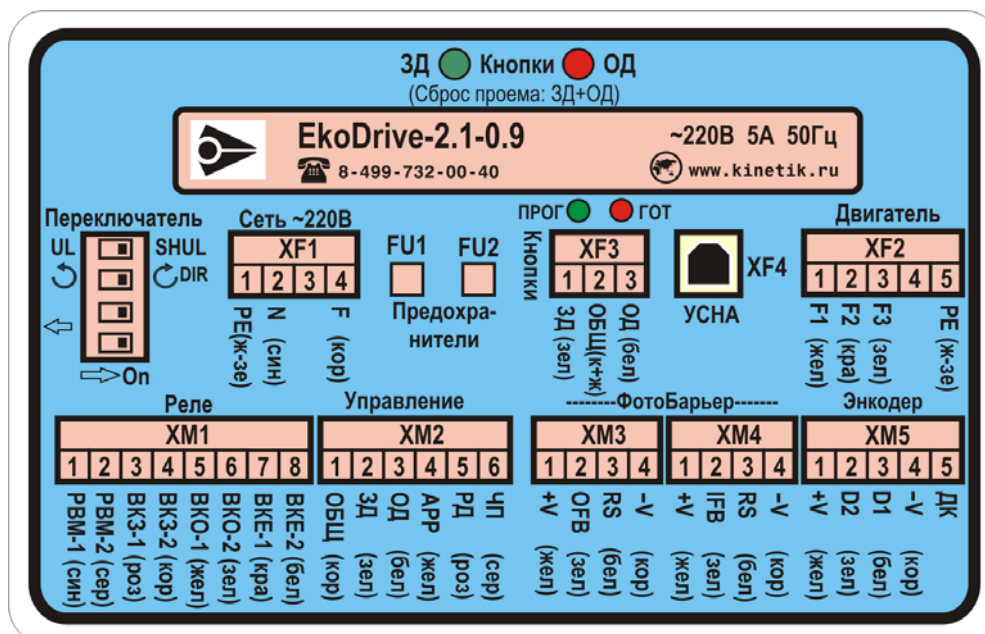 ЗД Кнопки ОД
(Сброс проема: ЗД+ОД)
EkoDrive-2.1-0.9
~220В 5А 50Гц
8-499-732-00-40
www.kinetik.ru
Переключатель
UL SHUL
DIR
On
Сеть ~220В
XF1
1 2 3 4
PE(ж-зе)
N (син)
F (кор)
FU1 FU2
Предохра-
нители
ПРОГ ГОТ
Кнопки
XF3
1 2 3
ЗД (зел)
ОБЩ(к+ж)
ОД (бел)
XF4
УСНА
Двигатель
XF2
1 2 3 4 5
F1 (жел)
F2 (кра)
F3 (зел)
PE (ж-зе)
Реле
XM1
1 2 3 4 5 6 7 8
РВМ-1 (син)
РВМ-2 (сер)
ВКЗ-1 (роз)
ВКЗ-2 (кор)
ВКО-1 (жел)
ВКО-2 (зел)
ВКЕ-1 (кра)
ВКЕ-2 (бел)
Управление
XM2
1 2 3 4 5 6
ОБЩ (кор)
ЗД (зел)
ОД (бел)
АРР (жел)
РД (роз)
ЧП (сер)
--------ФотоБарьер-------
XM3
1 2 3 4
+V (жел)
OFB (зел)
RS (бел)
-V (кор)
XM4
1 2 3 4
+V (жел)
IFB (зел)
RS (бел)
-V (кор)
Энкодер
XM5
1 2 3 4 5
+V (жел)
D2 (зел)
D1 (бел)
-V (кор)
ДК